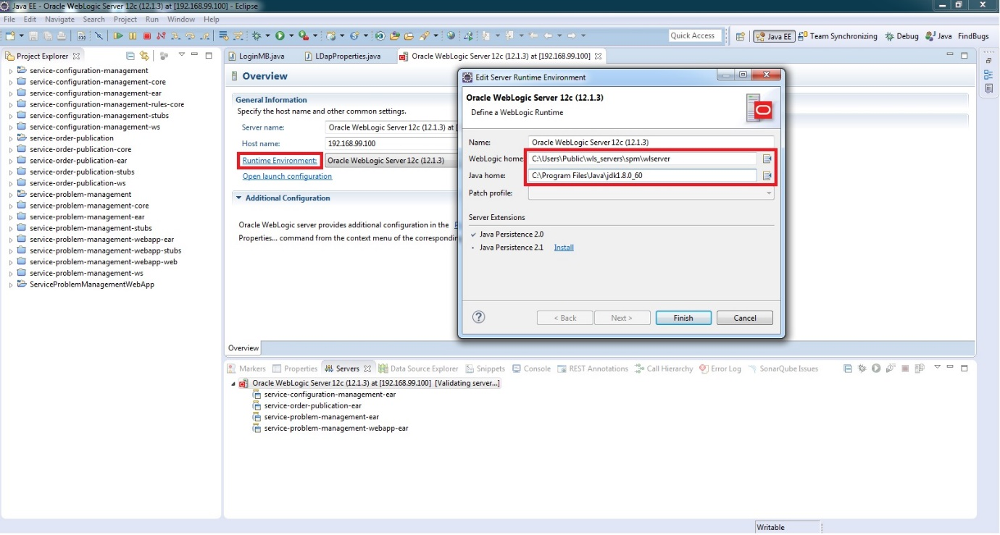 Java EE - Oracle WebLogic Server 12c (12.1.3) at [192.168.99.100] - Eclipse
File Edit Navigate Search Project Run Window Help
Quick Access Java EE Team Synchronizing Debug Java FindBugs
Project Explorer
service-configuration-management
service-configuration-management-core
service-configuration-management-ear
service-configuration-management-rules-core
service-configuration-management-stubs
service-configuration-management-ws
service-order-publication
service-order-publication-core
service-order-publication-ear
service-order-publication-stubs
service-order-publication-ws
service-problem-management
service-problem-management-core
service-problem-management-ear
service-problem-management-stubs
service-problem-management-webapp-ear
service-problem-management-webapp-stubs
service-problem-management-webapp-web
service-problem-management-ws
ServiceProblemManagementWebApp
LoginMB.java LDapProperties.java Oracle WebLogic Server 12c (12.1.3) at [192.168.99.100]
Overview
General Information
Specify the host name and other common settings.
Server name: Oracle WebLogic Server 12c (12.1.3) at [
Host name: 192.168.99.100
Runtime Environment: Oracle WebLogic Server 12c (12.1.3)
Open launch configuration
Additional Configuration
Oracle WebLogic server provides additional configuration in the
Properties... command from the context menu of the correspondin
Overview
Edit Server Runtime Environment
Oracle WebLogic Server 12c (12.1.3)
Define a WebLogic Runtime
Name: Oracle WebLogic Server 12c (12.1.3)
WebLogic home C:\Users\Public\wls_servers\spm\wlserver
Java home: C:\Program Files\Java\jdk1.8.0_60
Patch profile:
Server Extensions
Java Persistence 2.0
Java Persistence 2.1 Install
? < Back Next > Finish Cancel
Markers Properties Servers Data Source Explorer Snippets Console REST Annotations Call Hierarchy Error Log SonarQube Issues
Oracle WebLogic Server 12c (12.1.3) at [192.168.99.100] [Validating server...]
service-configuration-management-ear
service-order-publication-ear
service-problem-management-ear
service-problem-management-webapp-ear
Writable